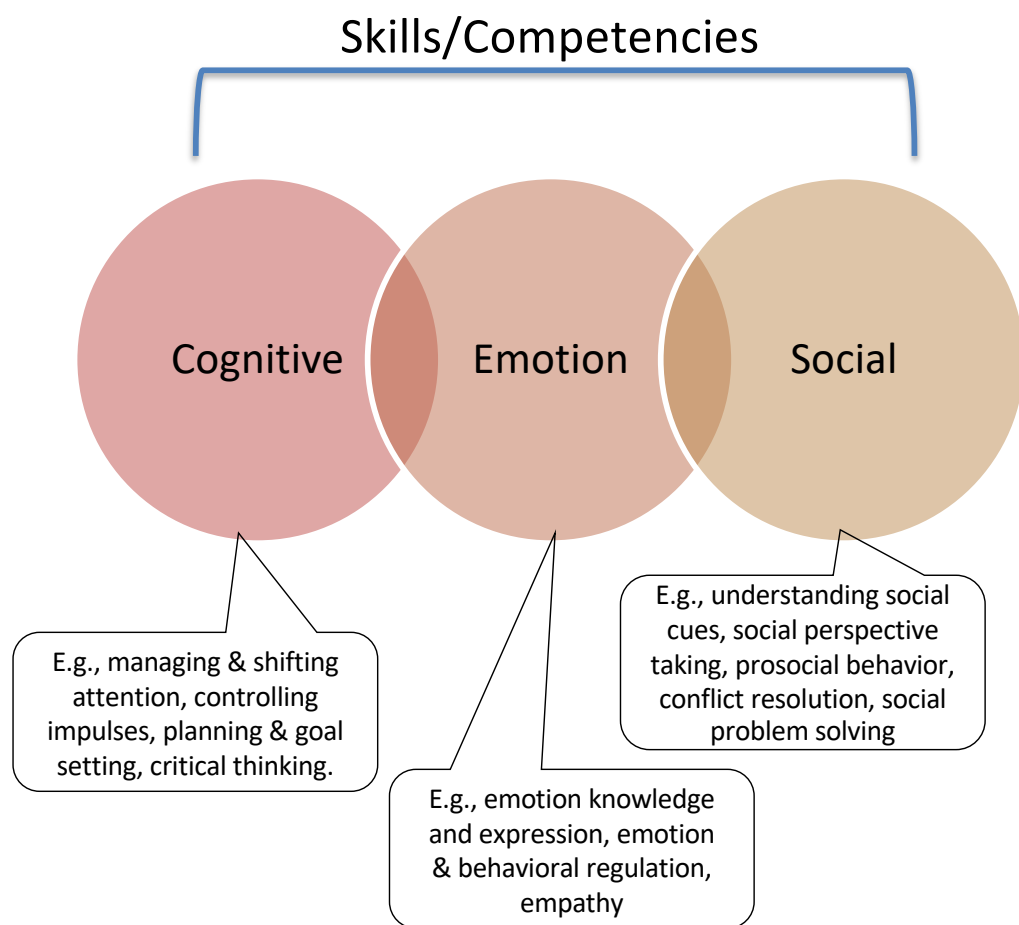 Skills/Competencies
Cognitive
Emotion
Social
E.g., managing & shifting
attention, controlling
impulses, planning & goal
setting, critical thinking.
E.g., emotion knowledge
and expression, emotion
& behavioral regulation,
empathy
E.g., understanding social
cues, social perspective
taking, prosocial behavior,
conflict resolution, social
problem solving